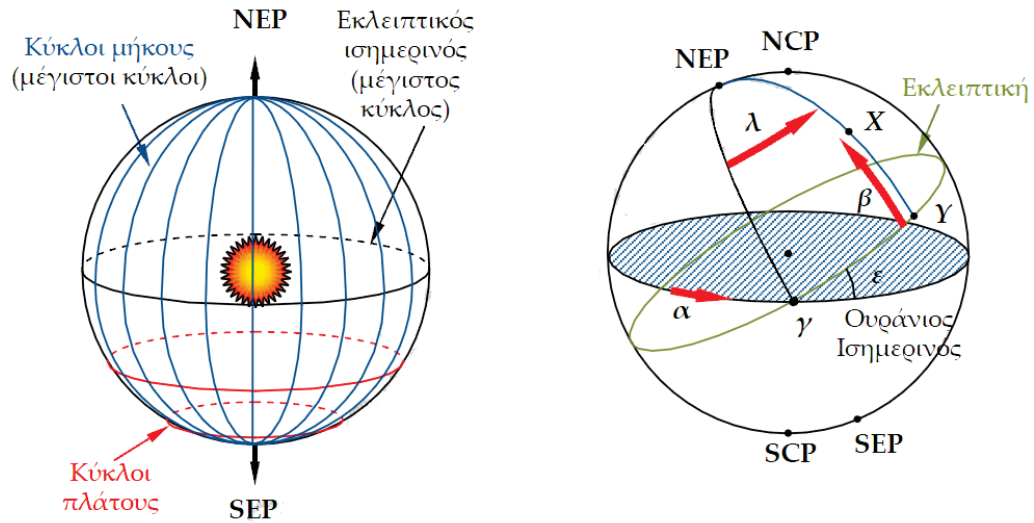 NEP
Κύκλοι μήκους
(μέγιστοι κύκλοι)
Εκλειπτικός
ισημερινός
(μέγιστος
κύκλος)
Κύκλοι
πλάτους
SEP
NCP
NEP
Εκλειπτική
λ
X
β
Υ
ε
α
γ
Ουράνιος
Ισημερινός
SCP
SEP